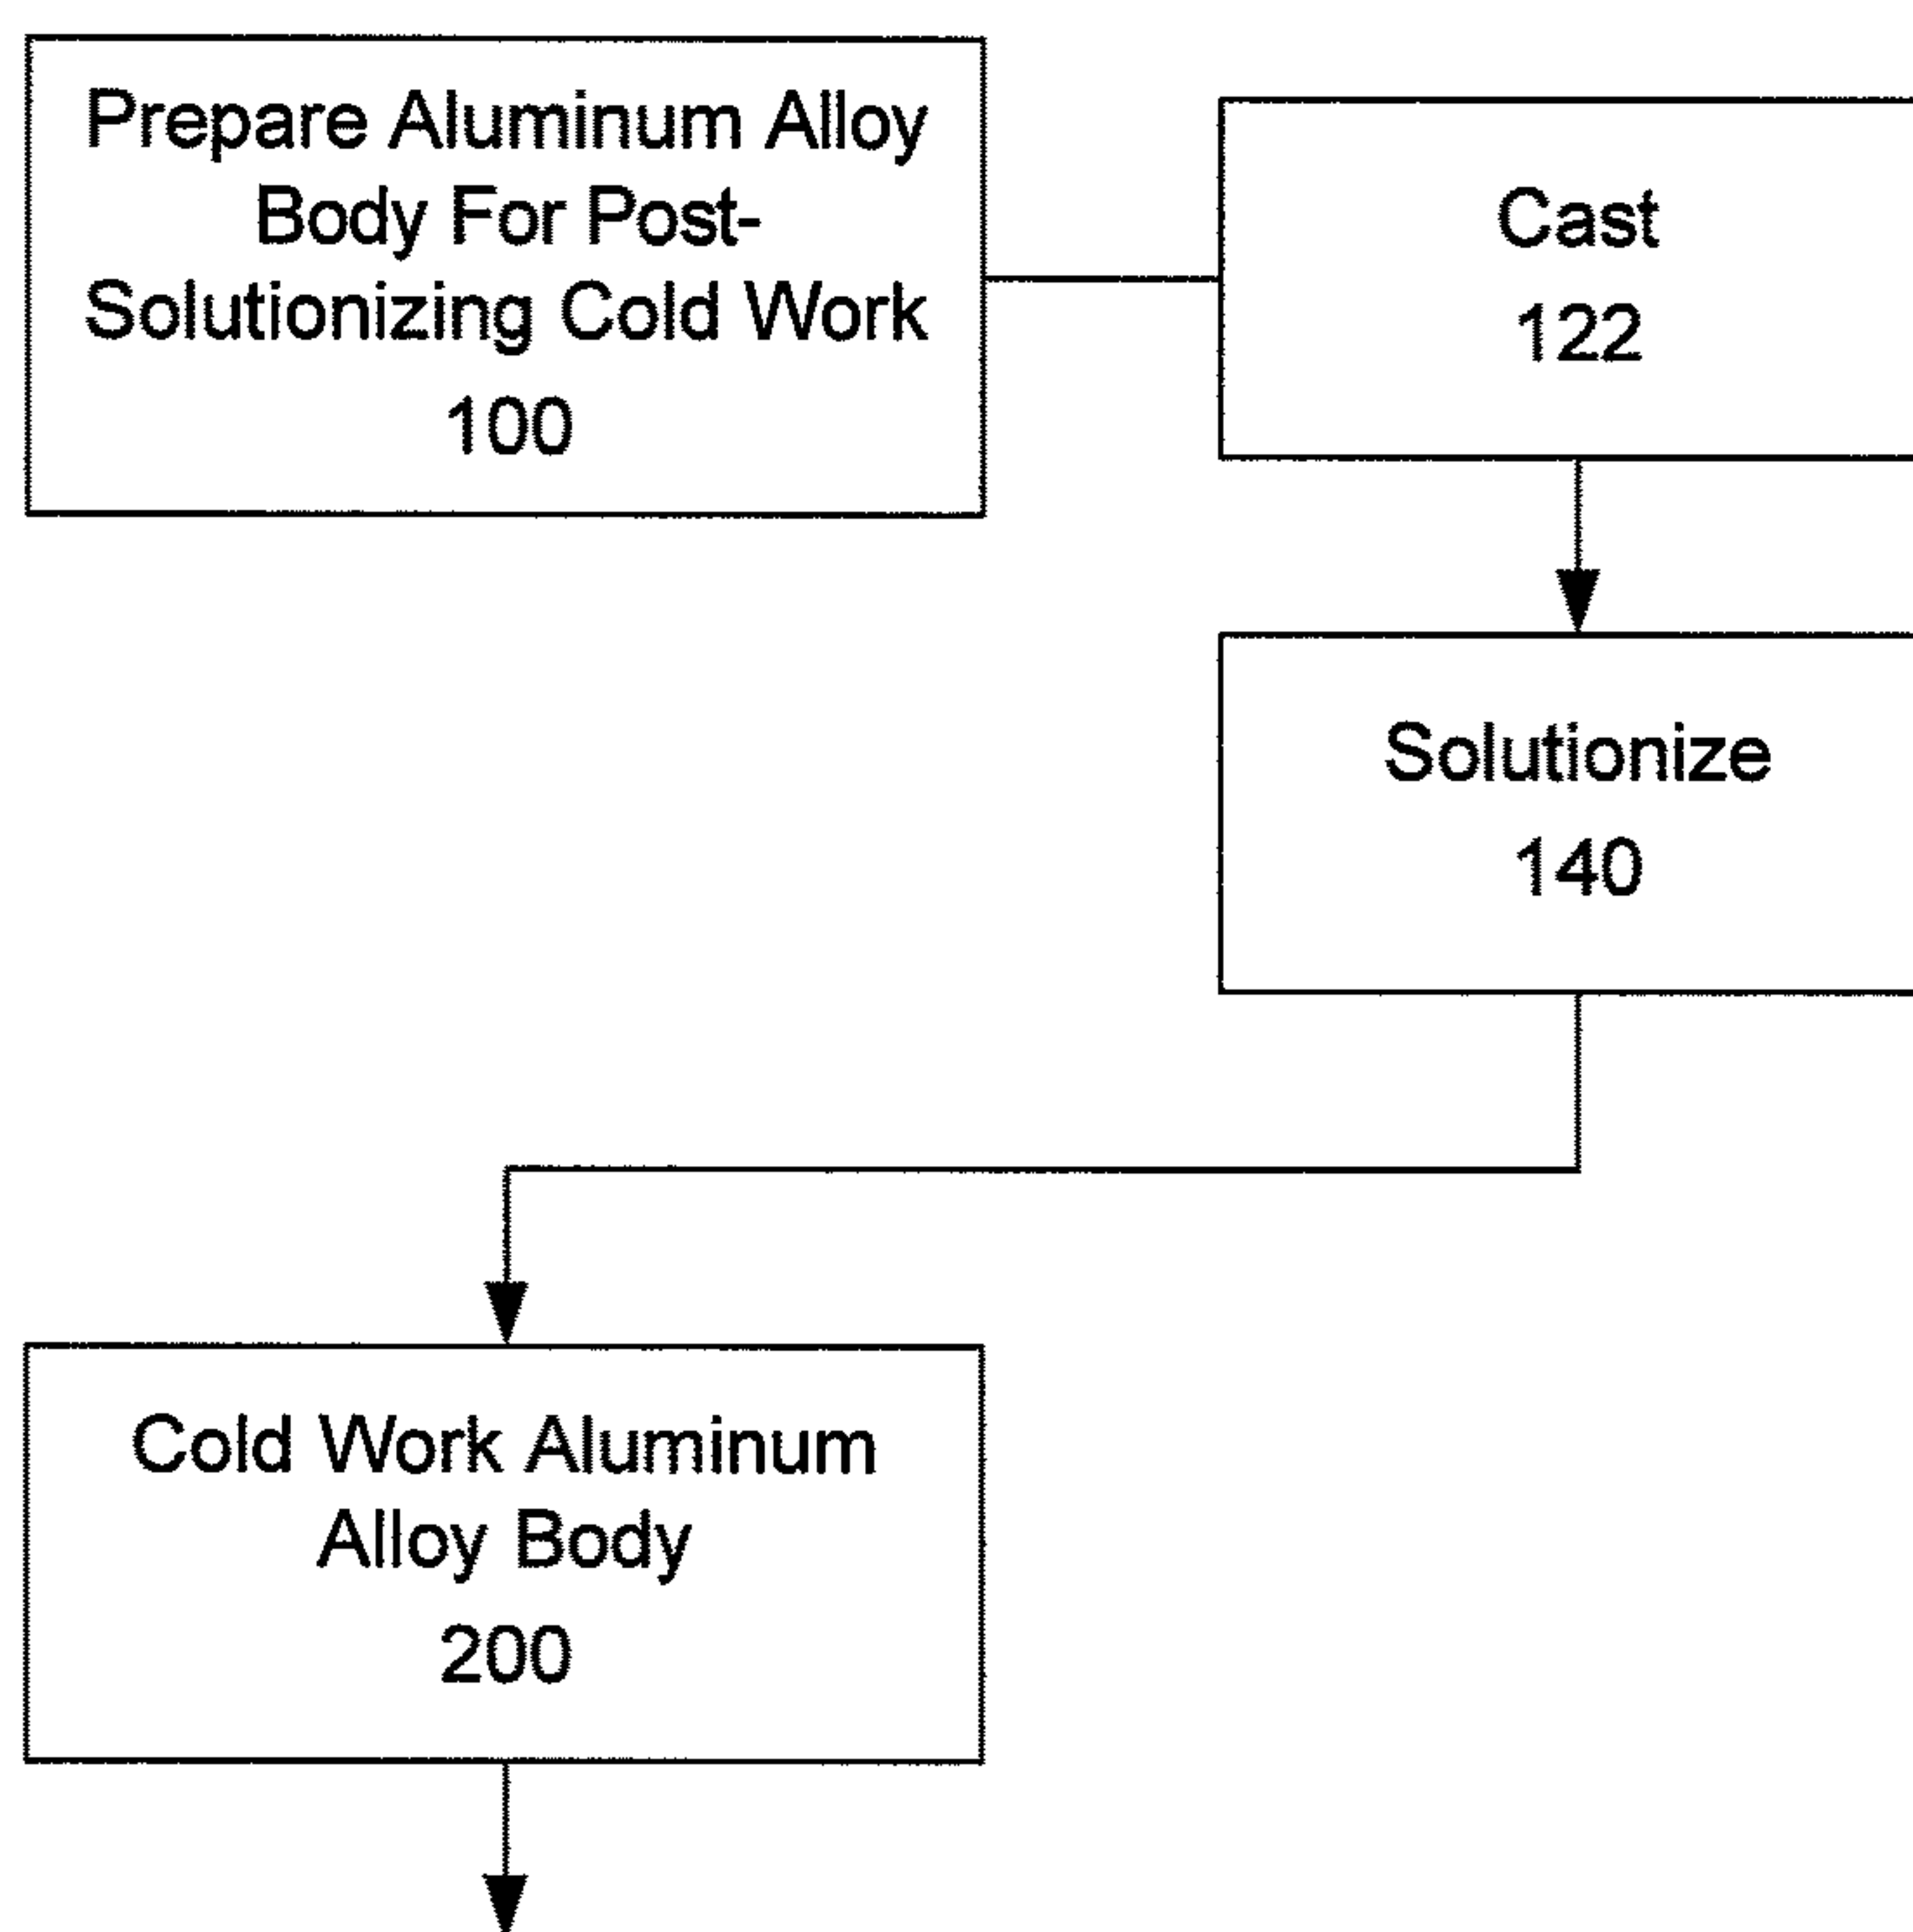 Prepare Aluminum Alloy
Body For Post-
Solutionizing Cold Work
100
Cast
122
Solutionize
140
Cold Work Aluminum
Alloy Body
200